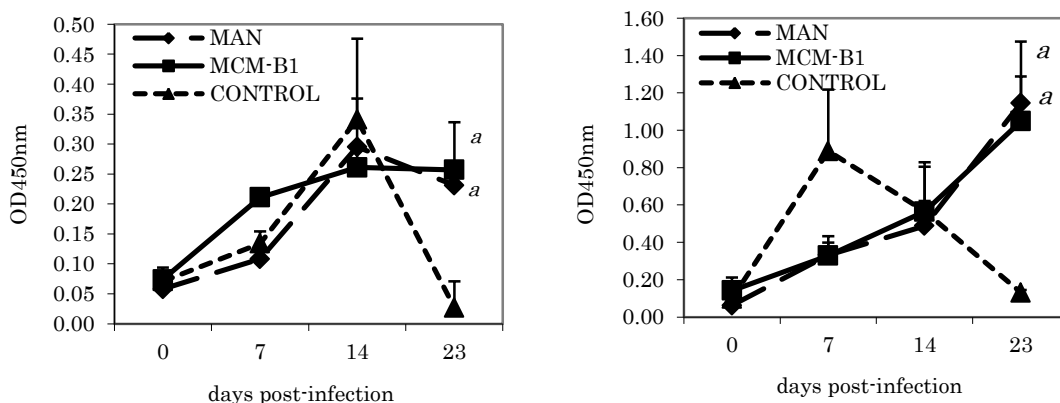 0.50
0.45
0.40
0.35
0.30
0.25
0.20
0.15
0.10
0.05
0.00
OD450nm
MAN
MCM-B1
CONTROL
a
a
0 7 14 23
days post-infection
1.60
1.40
1.20
1.00
0.80
0.60
0.40
0.20
0.00
OD450nm
MAN
MCM-B1
CONTROL
a
a
0 7 14 23
days post-infection